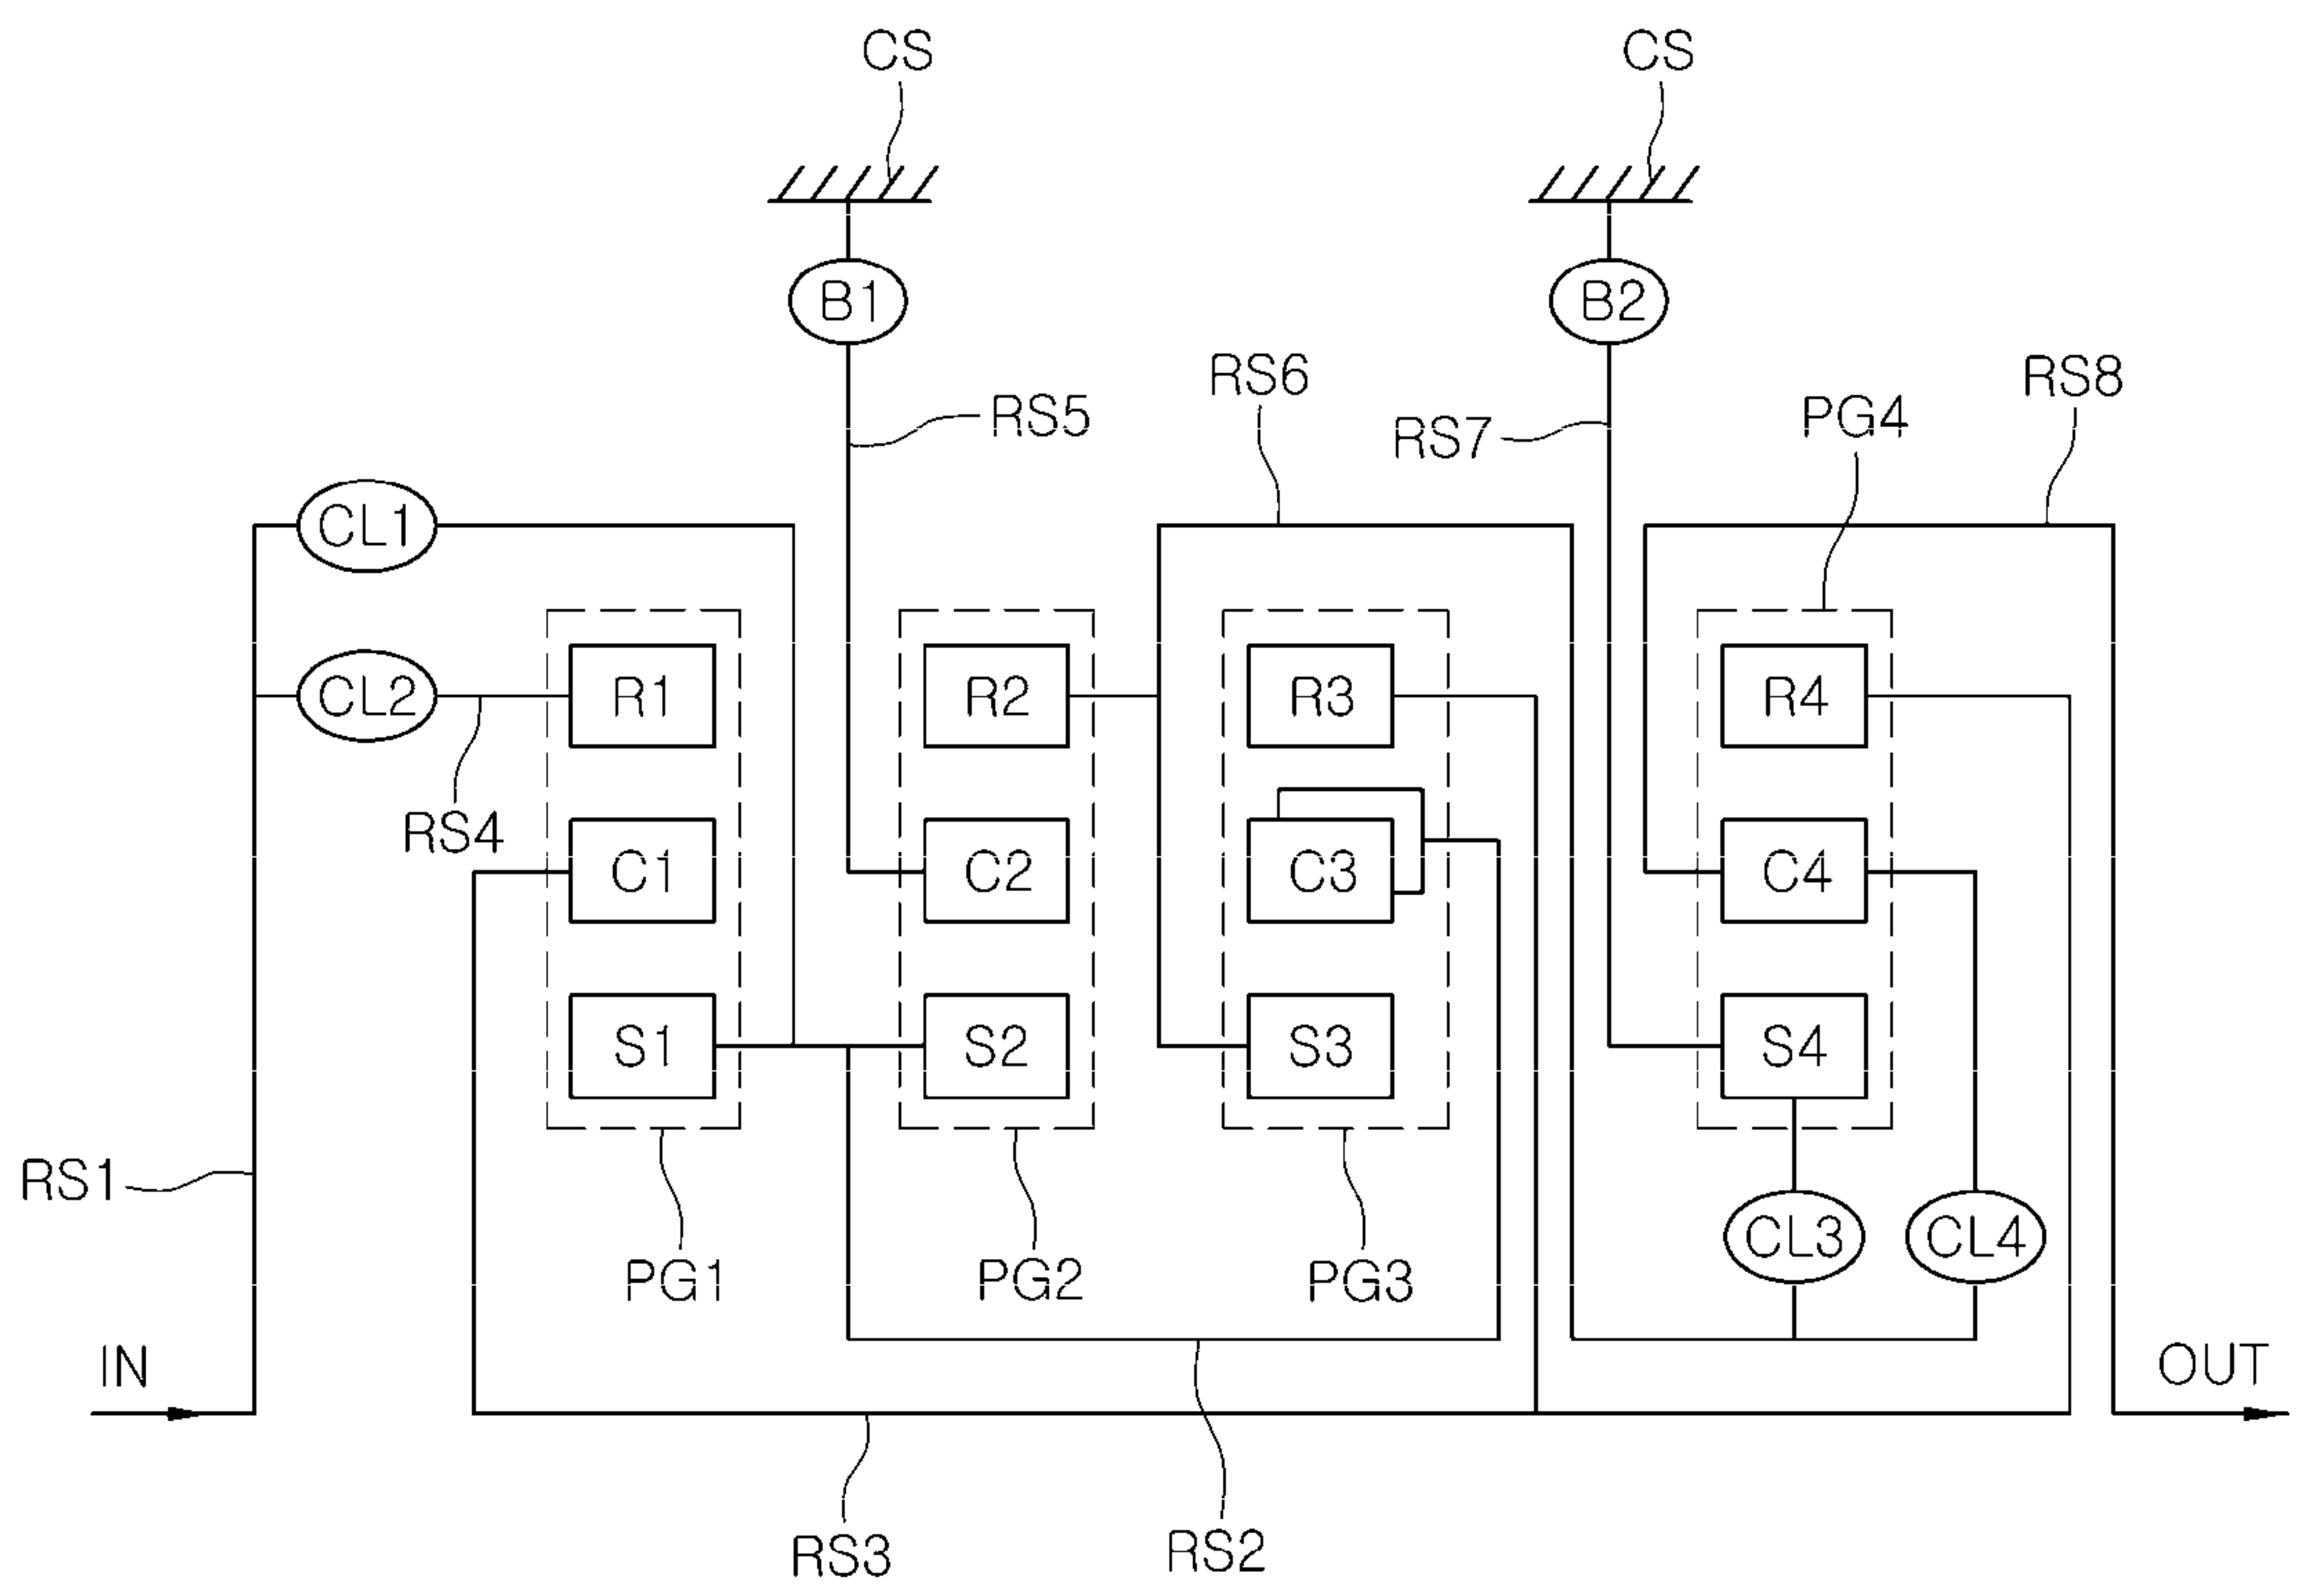 CS
CS
B1
B2
RS6
RS8
RS5
RS7
PG4
CL1
CL2
R1
R2
R3
R4
RS4
C1
C2
C3
C4
S1
S2
S3
S4
RS1
PG1
PG2
PG3
CL3
CL4
IN
OUT
RS3
RS2